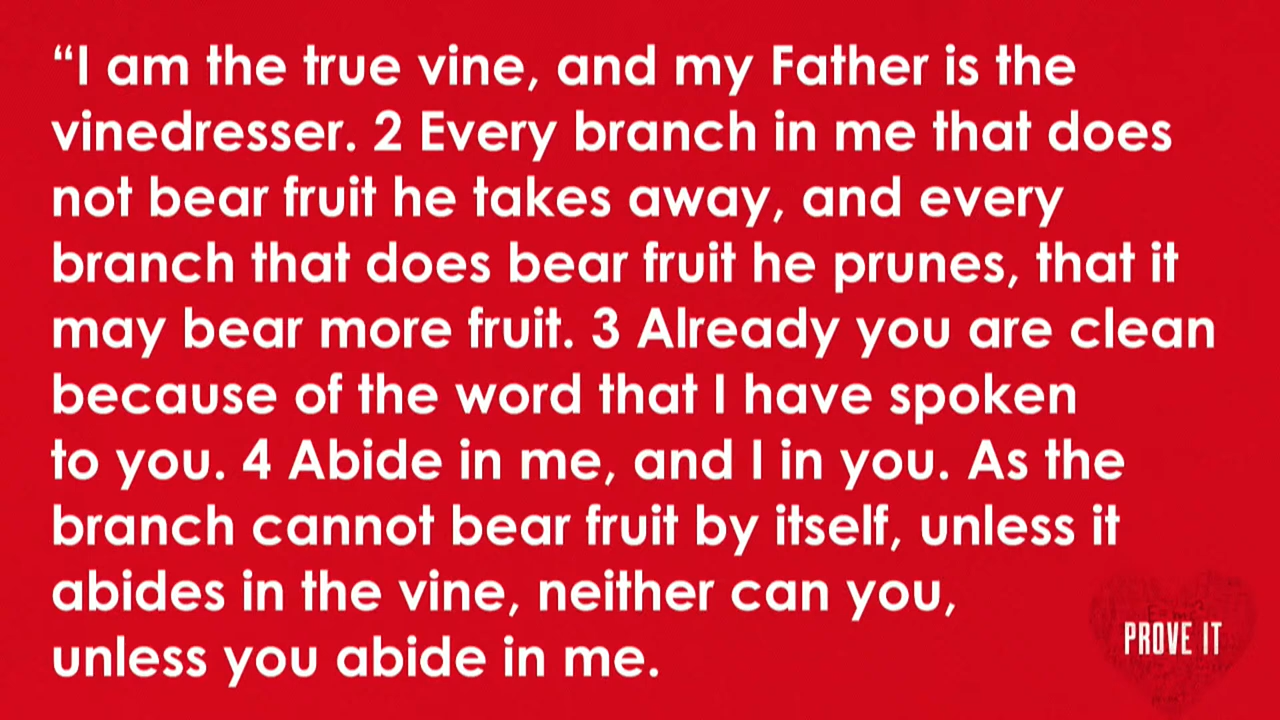 “I am the true vine, and my Father is the
vinedresser. 2 Every branch in me that does
not bear fruit he takes away, and every
branch that does bear fruit he prunes, that it
may bear more fruit. 3 Already you are clean
because of the word that I have spoken
to you. 4 Abide in me, and I in you. As the
branch cannot bear fruit by itself, unless it
abides in the vine, neither can you,
unless you abide in me.
PROVE IT